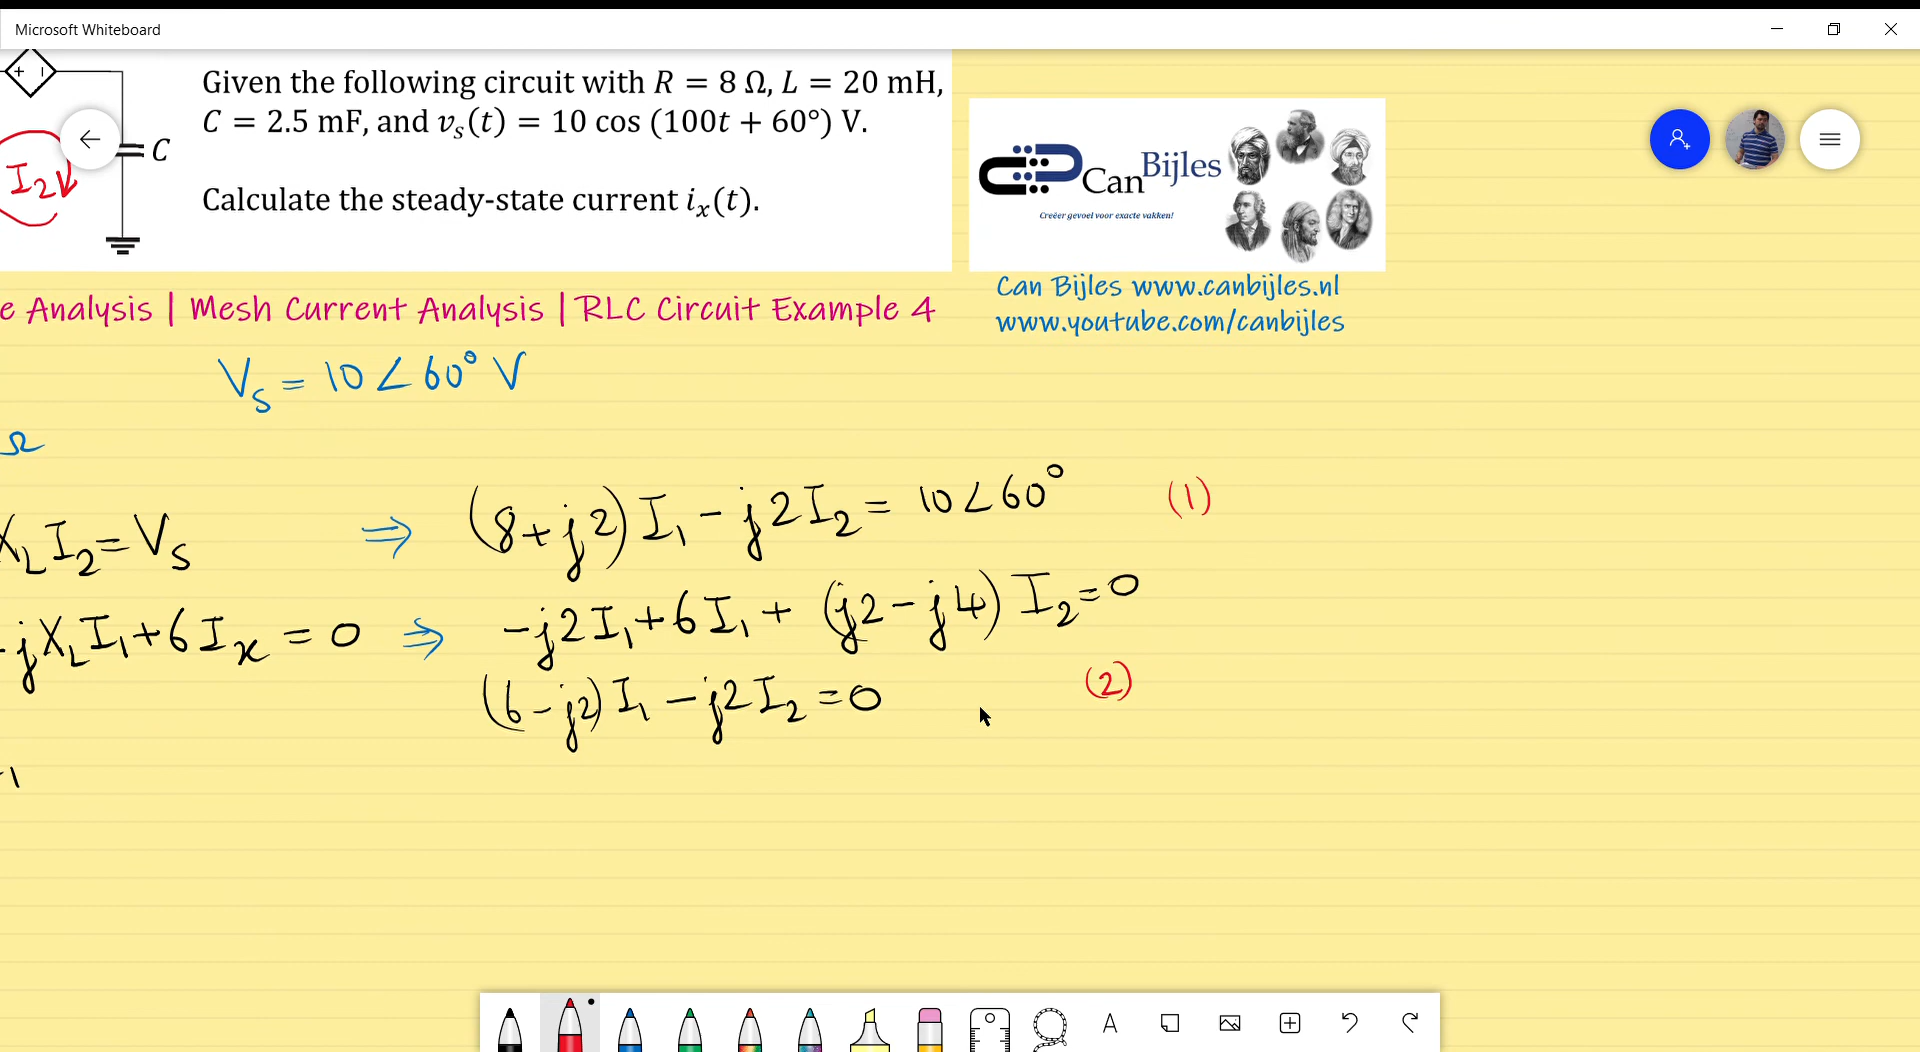 Microsoft Whiteboard
+ I
Given the following circuit with R = 8 Ω, L = 20 mH,
C = 2.5 mF, and vₛ(t) = 10 cos (100t + 60°) V.
C
I₂
Calculate the steady-state current iₓ(t).
Can Bijles
Creëer gevoel voor exacte vakken!
Can Bijles www.canbijles.nl
www.youtube.com/canbijles
e Analysis | Mesh Current Analysis | RLC Circuit Example 4
Vₛ = 10∠60° V
Ω
X_L I₂ = Vₛ ⇒ (8+j2) I₁ - j2 I₂ = 10∠60° (1)
- jX_L I₁ + 6 Iₓ = 0 ⇒ -j2 I₁ + 6 I₁ + (j2 - j4) I₂ = 0
(6 - j2) I₁ - j2 I₂ = 0 (2)
A